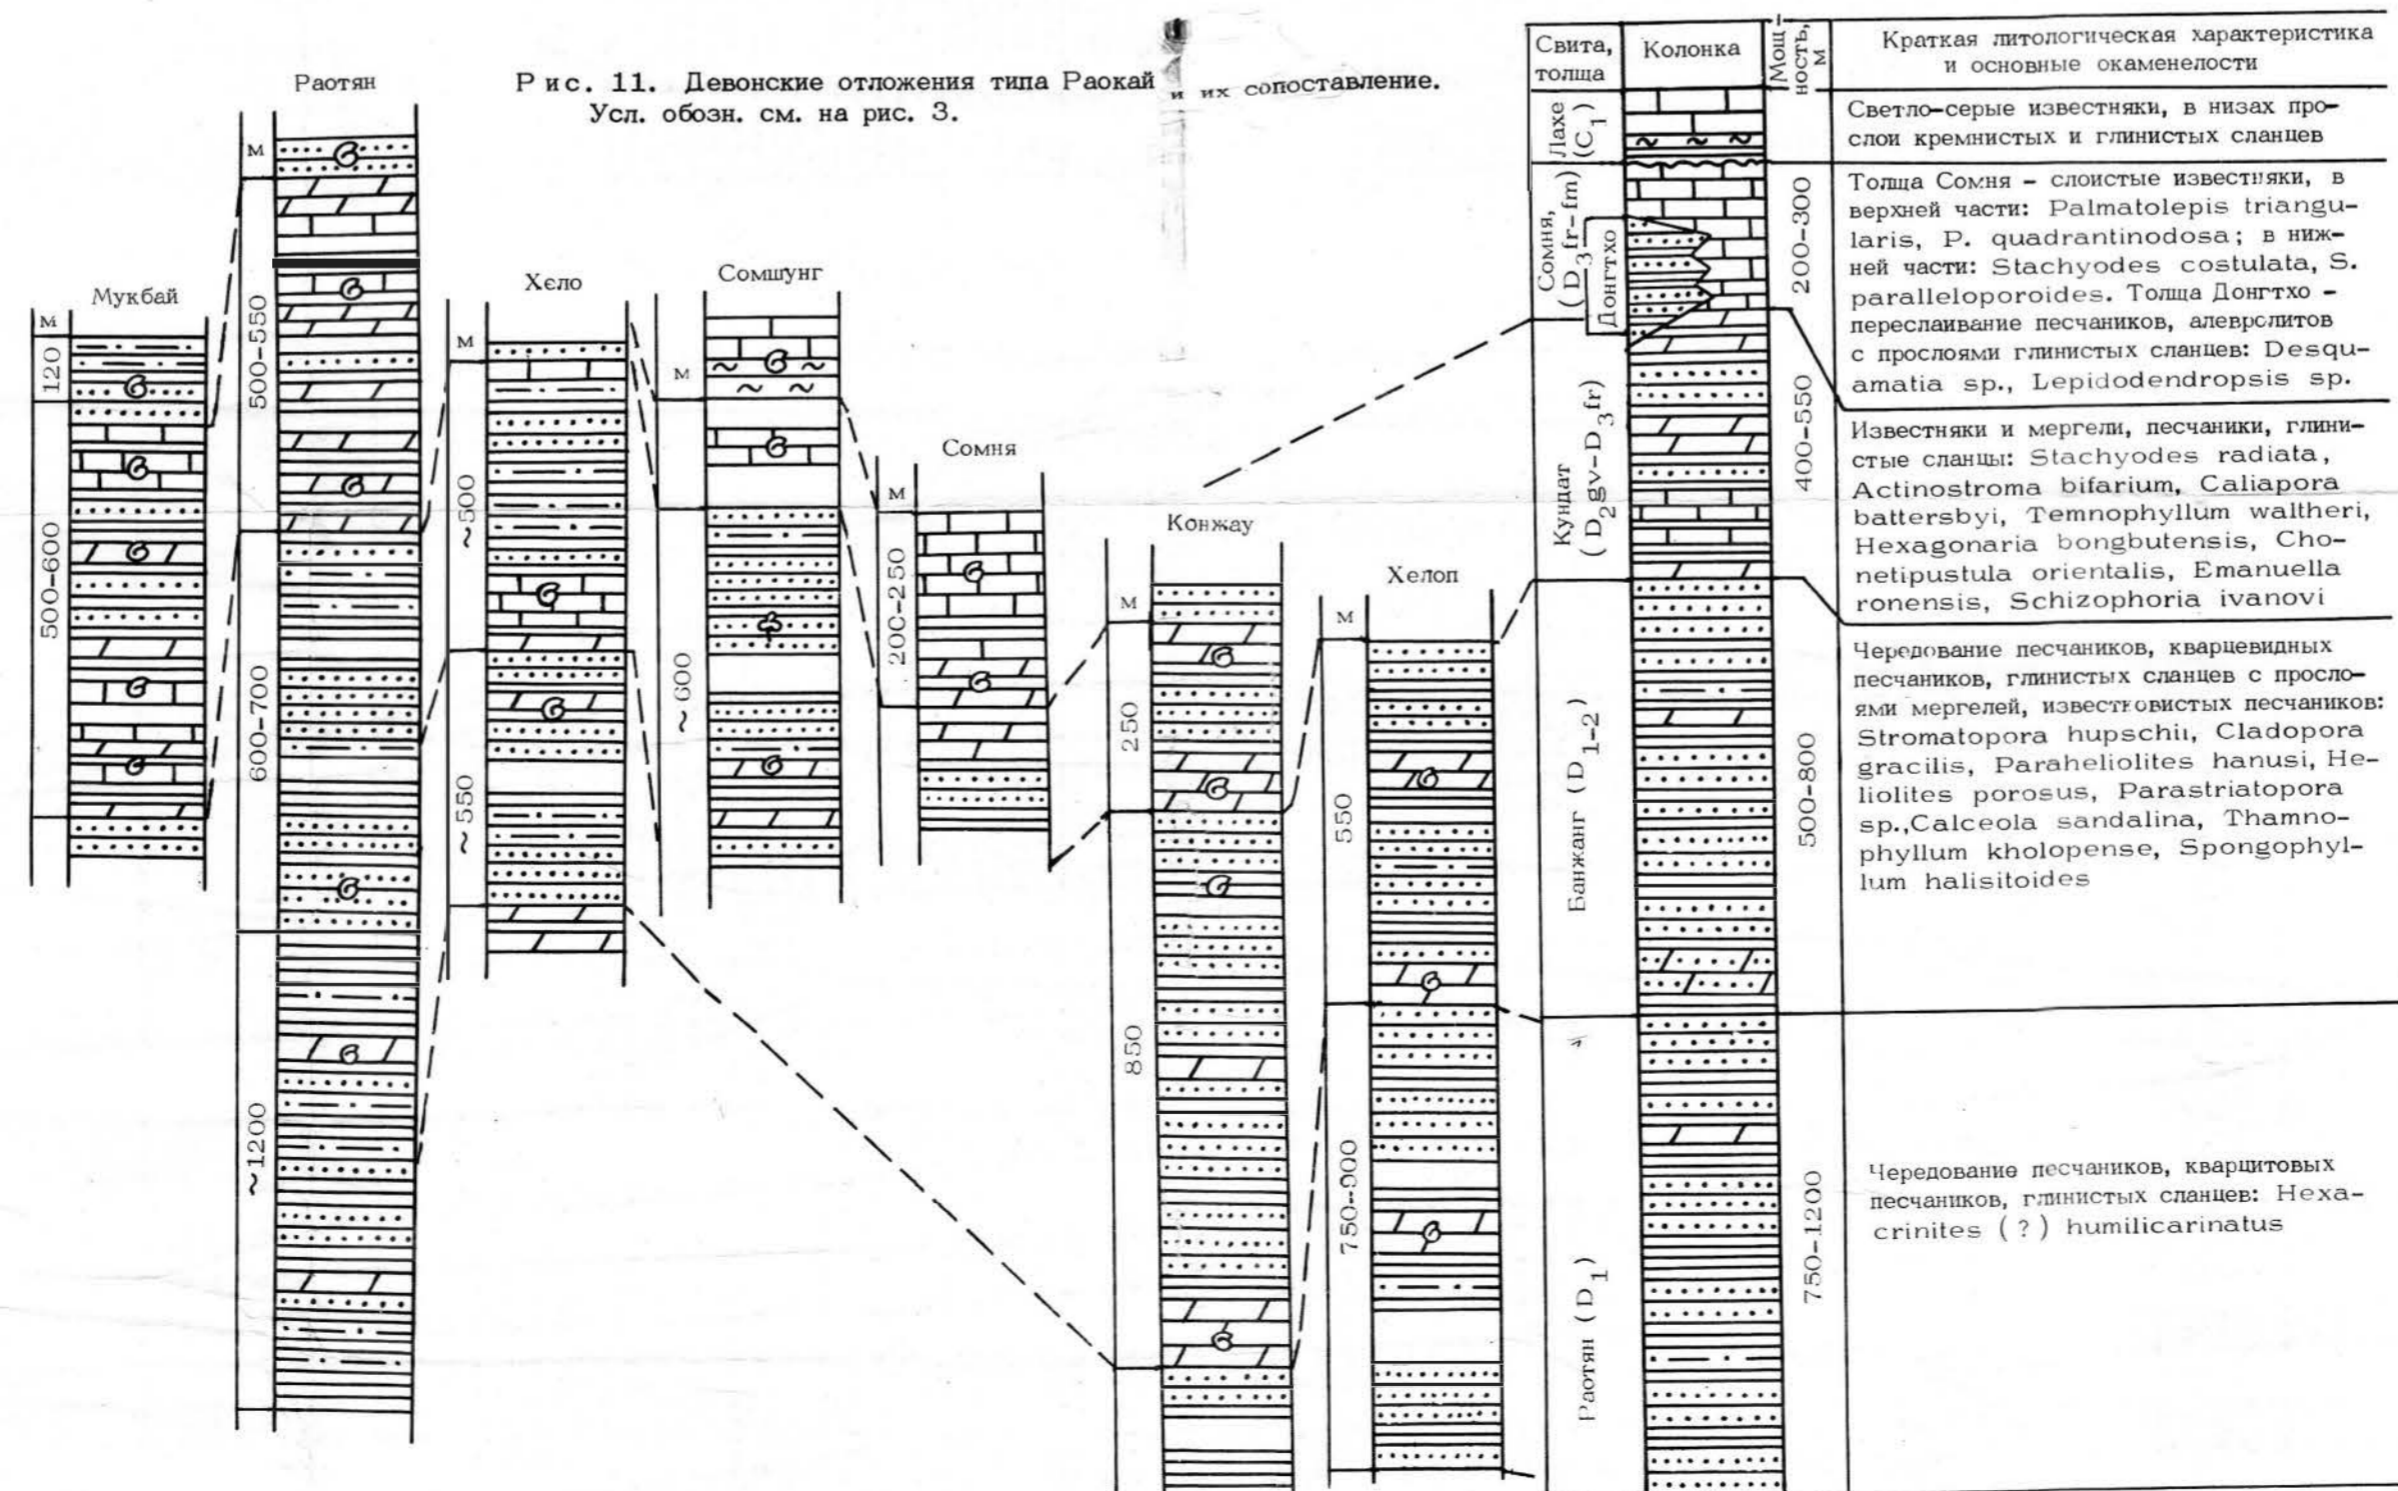 Рис. 11. Девонские отложения типа Раокай и их сопоставление.
Усл. обозн. см. на рис. 3.
Мукбай
м
120
500-600
Раотян
м
500-550
600-700
~1200
Хело
м
~500
~550
Сомшунг
м
~600
Сомня
м
200-250
Конжау
м
250
850
Хелоп
м
550
750-900
Свита,
толща
Колонка
Мощ-
ность,
м
Краткая литологическая характеристика
и основные окаменелости
Лахе
(C1)
Светло-серые известняки, в низах про-
слои кремнистых и глинистых сланцев
Сомня,
(D3fr-fm)
Донгтхо
200-300
Толща Сомня - слоистые известняки, в
верхней части: Palmatolepis triangu-
laris, P. quadrantinodosa; в ниж-
ней части: Stachyodes costulata, S.
paralleloporoides. Толща Донгтхо -
переслаивание песчаников, алевролитов
с прослоями глинистых сланцев: Desqu-
amatia sp., Lepidodendropsis sp.
Кундат
(D2gv-D3fr)
400-550
Известняки и мергели, песчаники, глини-
стые сланцы: Stachyodes radiata,
Actinostroma bifarium, Caliapora
battersbyi, Temnophyllum waltheri,
Hexagonaria bongbutensis, Cho-
netipustula orientalis, Emanuella
ronensis, Schizophoria ivanovi
Банжанг (D1-2)
500-800
Чередование песчаников, кварцевидных
песчаников, глинистых сланцев с просло-
ями мергелей, известковистых песчаников:
Stromatopora hupschii, Cladopora
gracilis, Paraheliolites hanusi, He-
liolites porosus, Parastriatopora
sp.,Calceola sandalina, Thamno-
phyllum kholopense, Spongophyl-
lum halisitoides
Раотян (D1)
750-1200
Чередование песчаников, кварцитовых
песчаников, глинистых сланцев: Hexa-
crinites (?) humilicarinatus